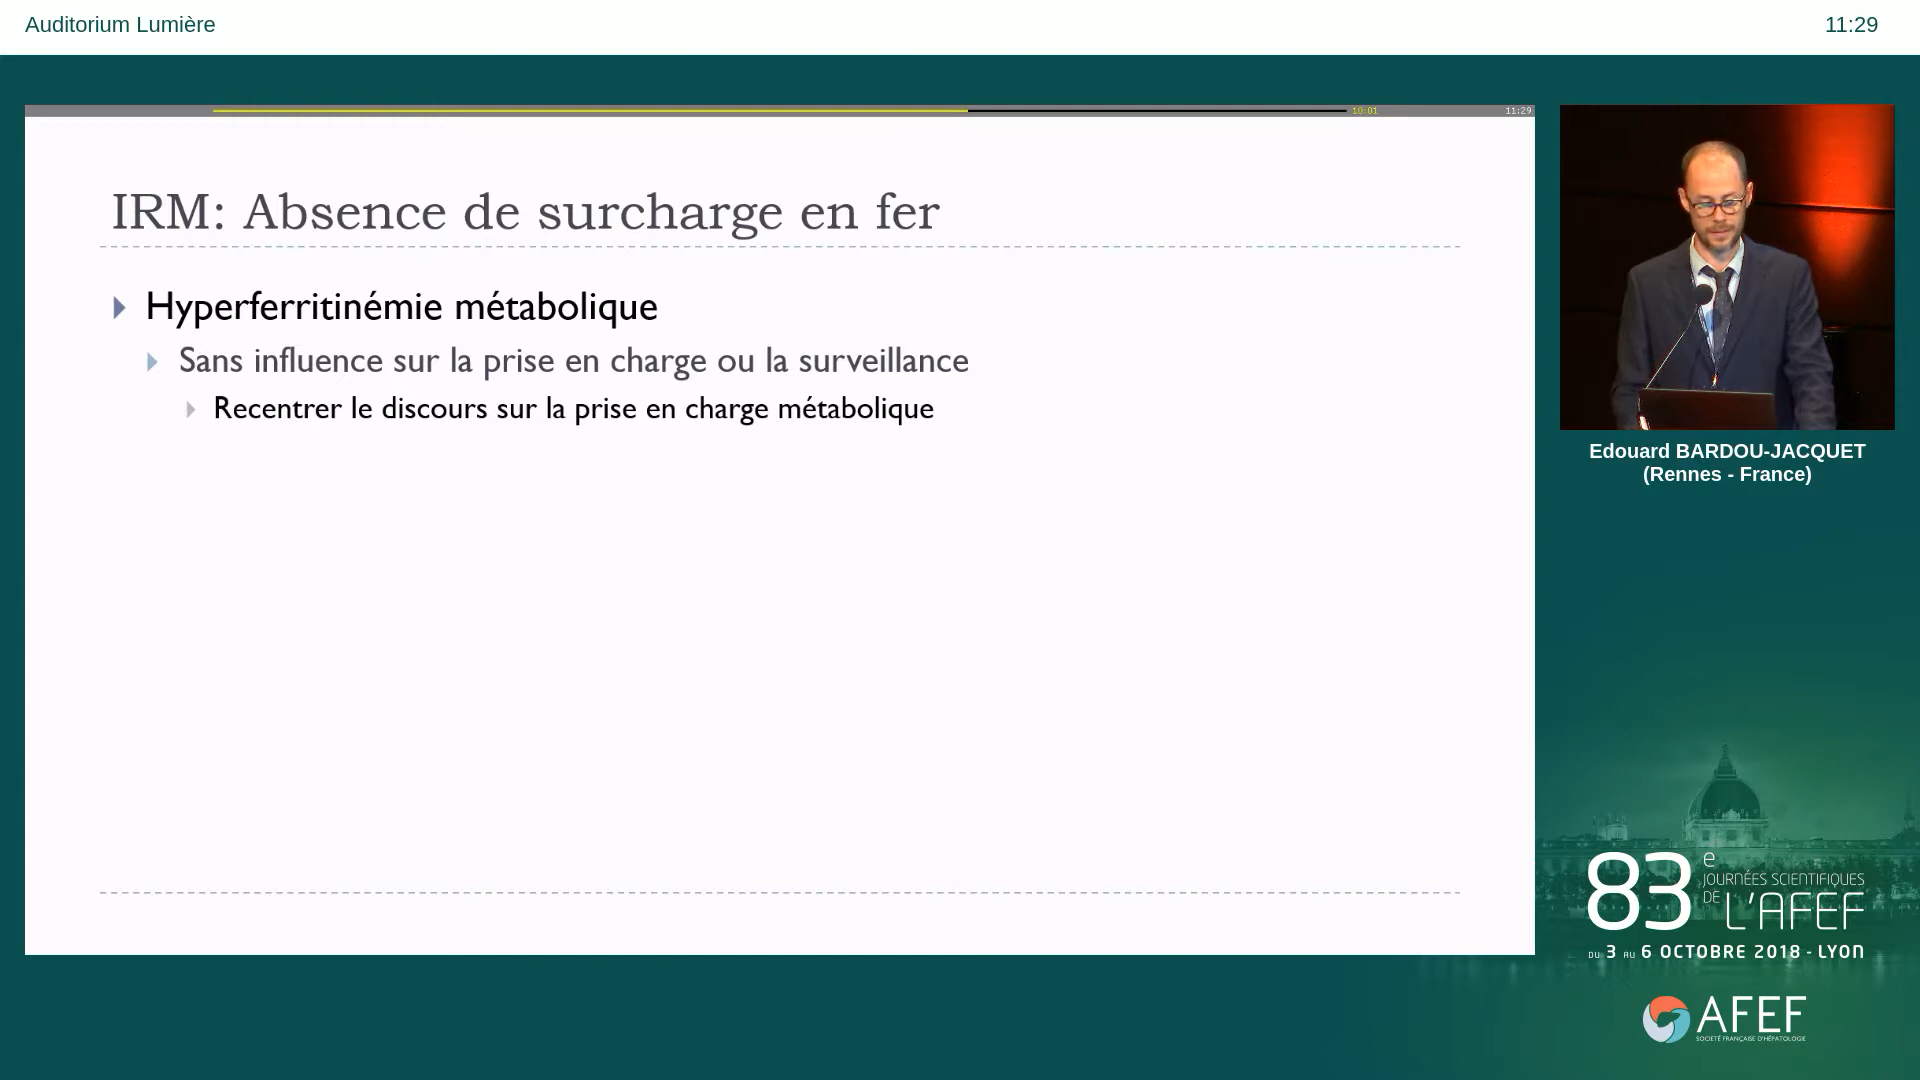 Auditorium Lumière
11:29
10:01
11:29
IRM: Absence de surcharge en fer
Hyperferritinémie métabolique
Sans influence sur la prise en charge ou la surveillance
Recentrer le discours sur la prise en charge métabolique
Edouard BARDOU-JACQUET
(Rennes - France)
83e JOURNÉES SCIENTIFIQUES
DE L'AFEF
DU 3 AU 6 OCTOBRE 2018 - LYON
AFEF
SOCIÉTÉ FRANÇAISE D'HÉPATOLOGIE